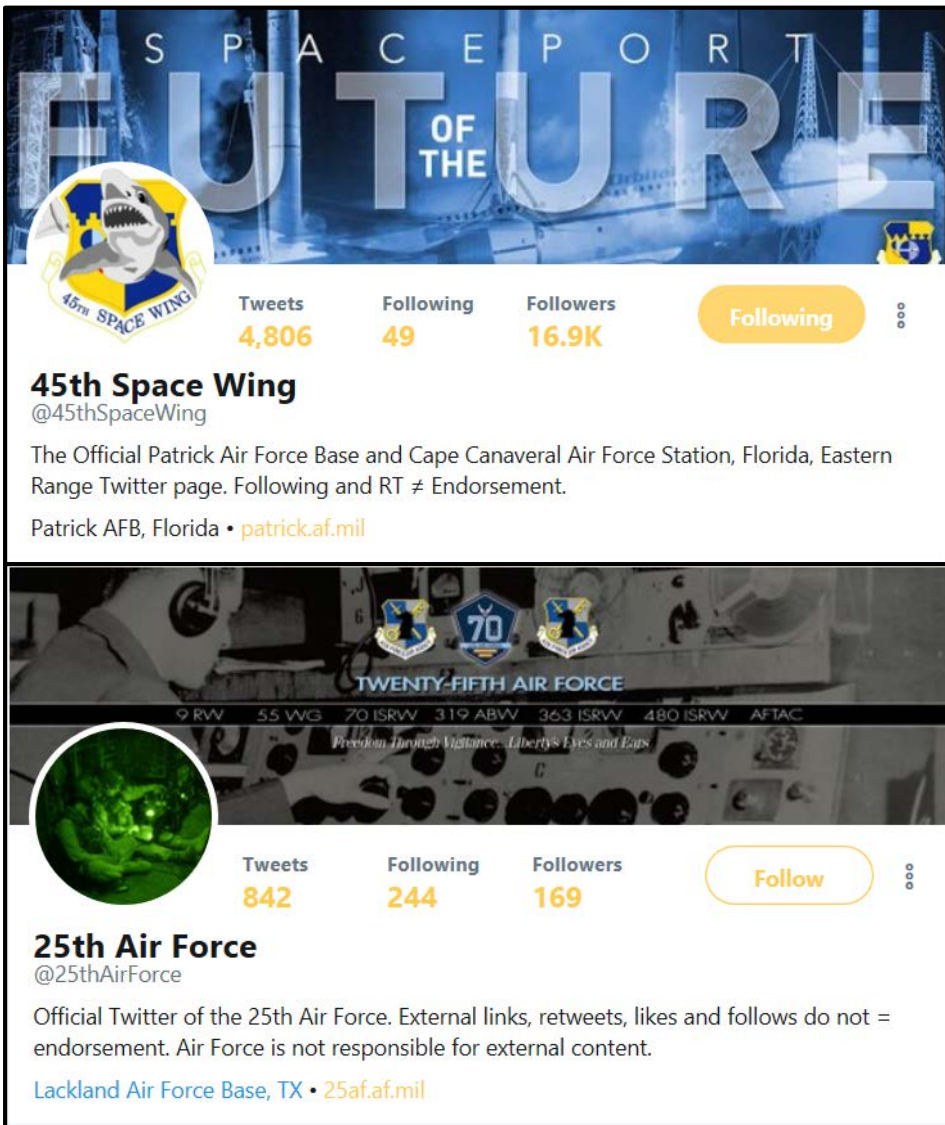 SPACEPORT
FUTURE
OF
THE
45TH SPACE WING
Tweets Following Followers
4,806 49 16.9K
Following
45th Space Wing
@45thSpaceWing
The Official Patrick Air Force Base and Cape Canaveral Air Force Station, Florida, Eastern
Range Twitter page. Following and RT ≠ Endorsement.
Patrick AFB, Florida • patrick.af.mil
70
TWENTY-FIFTH AIR FORCE
9 RW 55 WG 70 ISRW 319 ABW 363 ISRW 480 ISRW AFTAC
Freedom Through Vigilance...Liberty's Eyes and Ears
Tweets Following Followers
842 244 169
Follow
25th Air Force
@25thAirForce
Official Twitter of the 25th Air Force. External links, retweets, likes and follows do not =
endorsement. Air Force is not responsible for external content.
Lackland Air Force Base, TX • 25af.af.mil